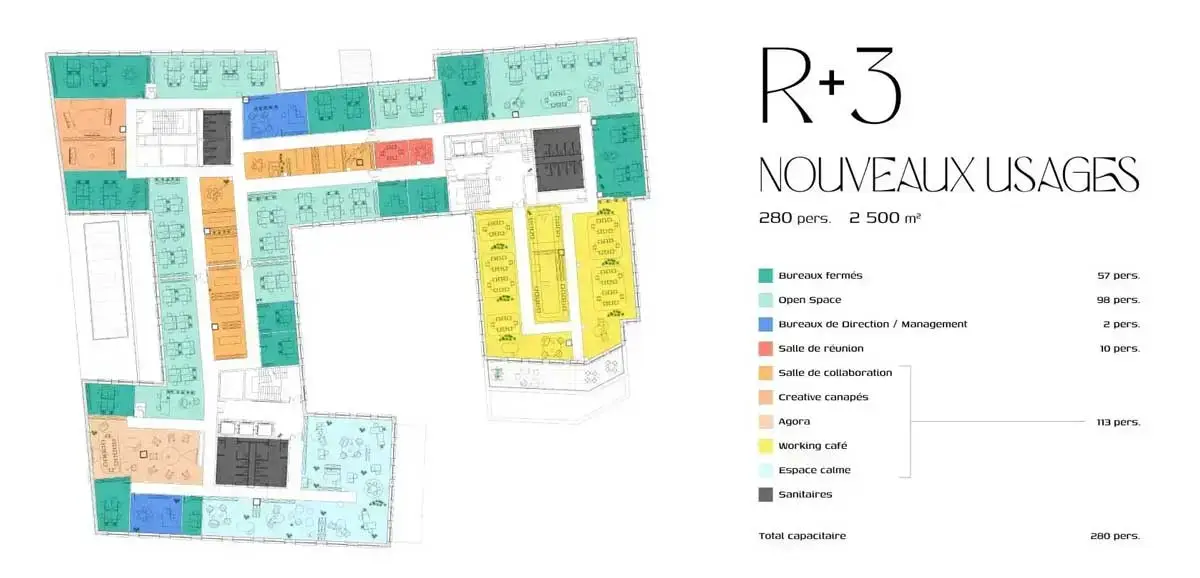 R+3
NOUVEAUX USAGES
280 pers. 2 500 m²
Bureaux fermés 57 pers.
Open Space 98 pers.
Bureaux de Direction / Management 2 pers.
Salle de réunion 10 pers.
Salle de collaboration
Creative canapés
Agora 113 pers.
Working café
Espace calme
Sanitaires
Total capacitaire 280 pers.